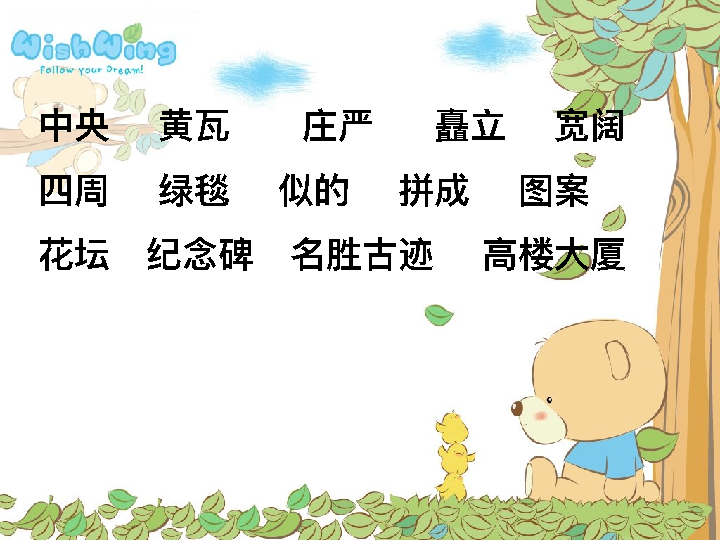 WishWing
Follow your Dream!
中央 黄瓦 庄严 矗立 宽阔
四周 绿毯 似的 拼成 图案
花坛 纪念碑 名胜古迹 高楼大厦